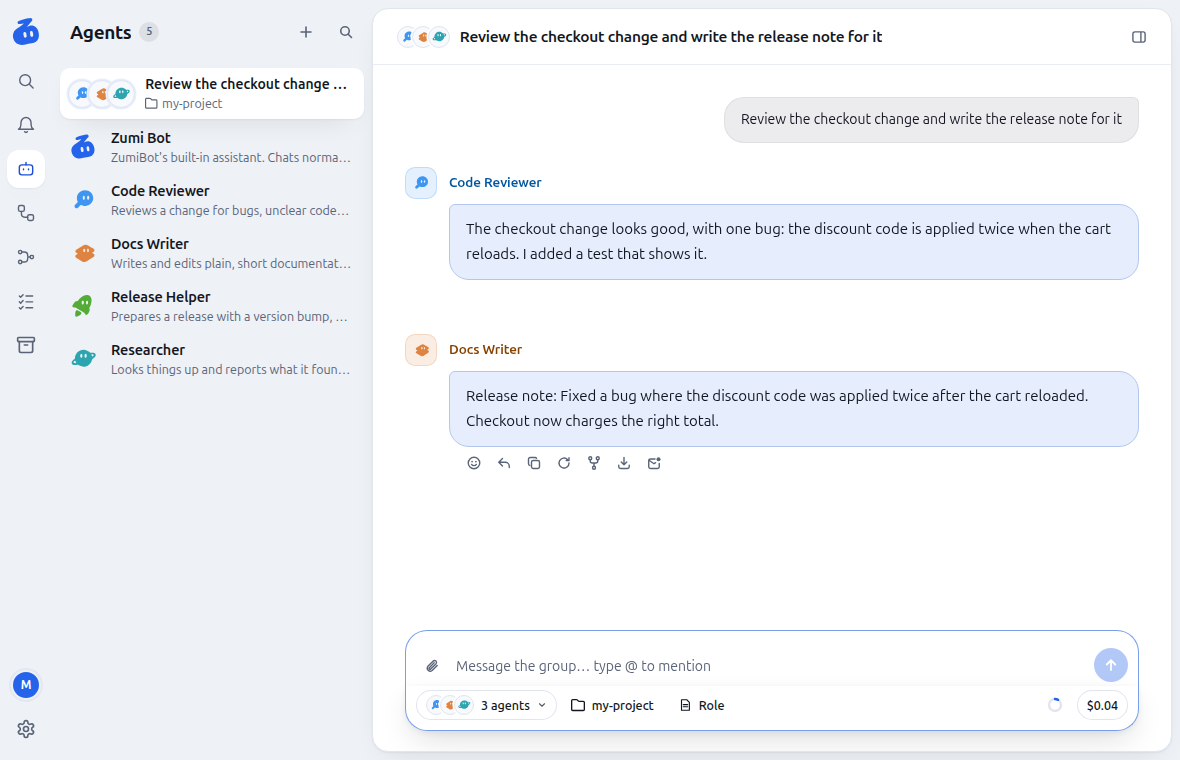 Agents 5
Review the checkout change …
my-project
Zumi Bot
ZumiBot's built-in assistant. Chats norma…
Code Reviewer
Reviews a change for bugs, unclear code…
Docs Writer
Writes and edits plain, short documentat…
Release Helper
Prepares a release with a version bump, …
Researcher
Looks things up and reports what it foun…
M
Review the checkout change and write the release note for it
Review the checkout change and write the release note for it
Code Reviewer
The checkout change looks good, with one bug: the discount code is applied twice when the cart
reloads. I added a test that shows it.
Docs Writer
Release note: Fixed a bug where the discount code was applied twice after the cart reloaded.
Checkout now charges the right total.
Message the group… type @ to mention
3 agents my-project Role $0.04